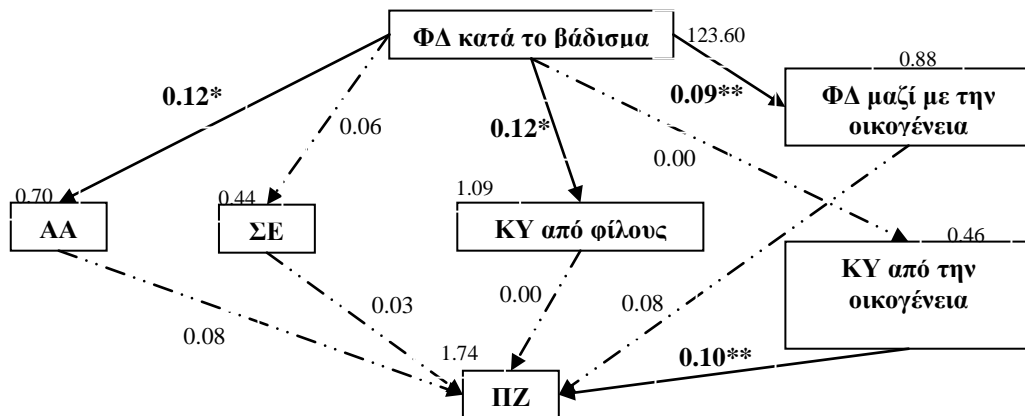 ΦΔ κατά το βάδισμα
123.60
0.88
ΦΔ μαζί με την
οικογένεια
0.12*
0.06
0.12*
0.09**
0.00
0.70
ΑΑ
0.44
ΣΕ
1.09
ΚΥ από φίλους
0.46
ΚΥ από την
οικογένεια
0.08
0.03
0.00
0.08
0.10**
1.74
ΠΖ